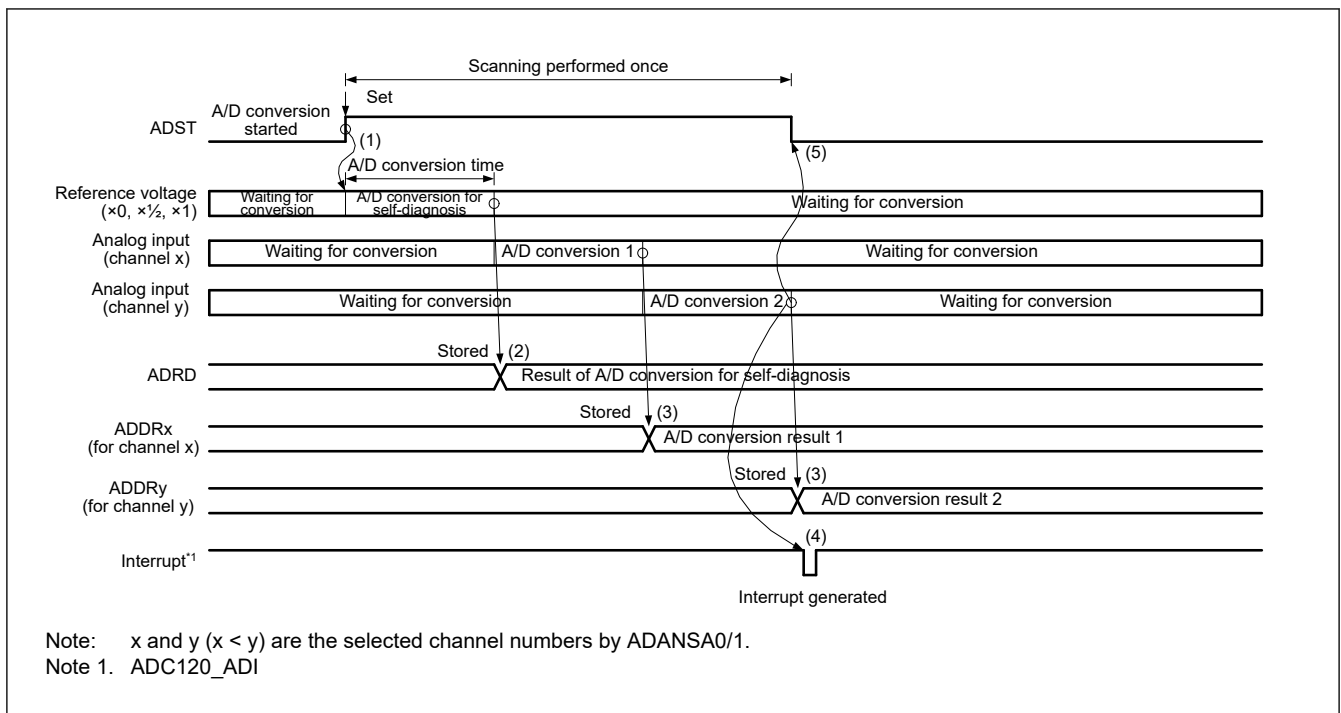 Scanning performed once
Set
A/D conversion
started
ADST
(1)
(5)
A/D conversion time
Reference voltage
(×0, ×½, ×1)
Waiting for
conversion
A/D conversion for
self-diagnosis
Waiting for conversion
Analog input
(channel x)
Waiting for conversion
A/D conversion 1
Waiting for conversion
Analog input
(channel y)
Waiting for conversion
A/D conversion 2
Waiting for conversion
Stored
(2)
ADRD
Result of A/D conversion for self-diagnosis
Stored
(3)
ADDRx
(for channel x)
A/D conversion result 1
Stored
(3)
ADDRy
(for channel y)
A/D conversion result 2
(4)
Interrupt*1
Interrupt generated
Note: x and y (x < y) are the selected channel numbers by ADANSA0/1.
Note 1. ADC120_ADI